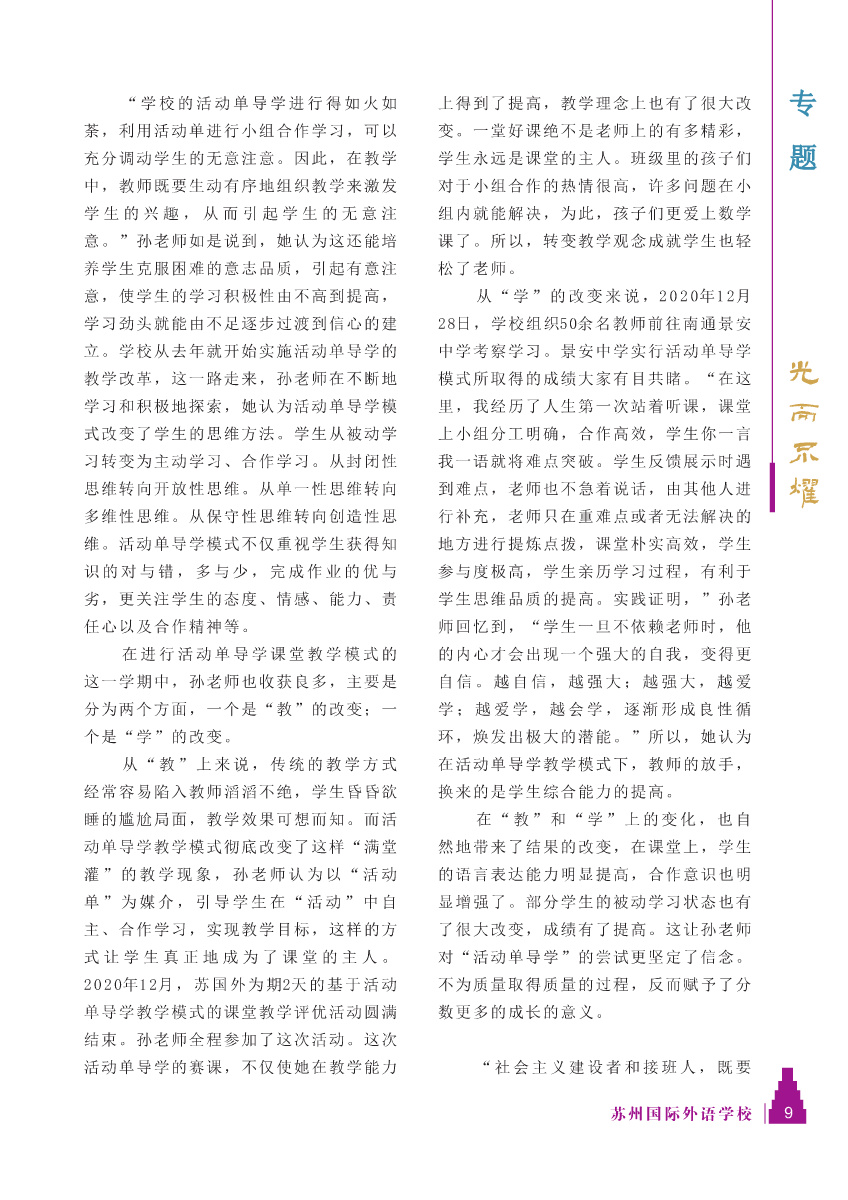 “学校的活动单导学进行得如火如
荼，利用活动单进行小组合作学习，可以
充分调动学生的无意注意。因此，在教学
中，教师既要生动有序地组织教学来激发
学生的兴趣，从而引起学生的无意注
意。”孙老师如是说到，她认为这还能培
养学生克服困难的意志品质，引起有意注
意，使学生的学习积极性由不高到提高，
学习劲头就能由不足逐步过渡到信心的建
立。学校从去年就开始实施活动单导学的
教学改革，这一路走来，孙老师在不断地
学习和积极地探索，她认为活动单导学模
式改变了学生的思维方法。学生从被动学
习转变为主动学习、合作学习。从封闭性
思维转向开放性思维。从单一性思维转向
多维性思维。从保守性思维转向创造性思
维。活动单导学模式不仅重视学生获得知
识的对与错，多与少，完成作业的优与
劣，更关注学生的态度、情感、能力、责
任心以及合作精神等。
在进行活动单导学课堂教学模式的
这一学期中，孙老师也收获良多，主要是
分为两个方面，一个是“教”的改变；一
个是“学”的改变。
从“教”上来说，传统的教学方式
经常容易陷入教师滔滔不绝，学生昏昏欲
睡的尴尬局面，教学效果可想而知。而活
动单导学教学模式彻底改变了这样“满堂
灌”的教学现象，孙老师认为以“活动
单”为媒介，引导学生在“活动”中自
主、合作学习，实现教学目标，这样的方
式让学生真正地成为了课堂的主人。
2020年12月，苏国外为期2天的基于活动
单导学教学模式的课堂教学评优活动圆满
结束。孙老师全程参加了这次活动。这次
活动单导学的赛课，不仅使她在教学能力
上得到了提高，教学理念上也有了很大改
变。一堂好课绝不是老师上的有多精彩，
学生永远是课堂的主人。班级里的孩子们
对于小组合作的热情很高，许多问题在小
组内就能解决，为此，孩子们更爱上数学
课了。所以，转变教学观念成就学生也轻
松了老师。
从“学”的改变来说，2020年12月
28日，学校组织50余名教师前往南通景安
中学考察学习。景安中学实行活动单导学
模式所取得的成绩大家有目共睹。“在这
里，我经历了人生第一次站着听课，课堂
上小组分工明确，合作高效，学生你一言
我一语就将难点突破。学生反馈展示时遇
到难点，老师也不急着说话，由其他人进
行补充，老师只在重难点或者无法解决的
地方进行提炼点拨，课堂朴实高效，学生
参与度极高，学生亲历学习过程，有利于
学生思维品质的提高。实践证明，”孙老
师回忆到，“学生一旦不依赖老师时，他
的内心才会出现一个强大的自我，变得更
自信。越自信，越强大；越强大，越爱
学；越爱学，越会学，逐渐形成良性循
环，焕发出极大的潜能。”所以，她认为
在活动单导学教学模式下，教师的放手，
换来的是学生综合能力的提高。
在“教”和“学”上的变化，也自
然地带来了结果的改变，在课堂上，学生
的语言表达能力明显提高，合作意识也明
显增强了。部分学生的被动学习状态也有
了很大改变，成绩有了提高。这让孙老师
对“活动单导学”的尝试更坚定了信念。
不为质量取得质量的过程，反而赋予了分
数更多的成长的意义。
“社会主义建设者和接班人，既要
专题
光而不耀
苏州国际外语学校
9